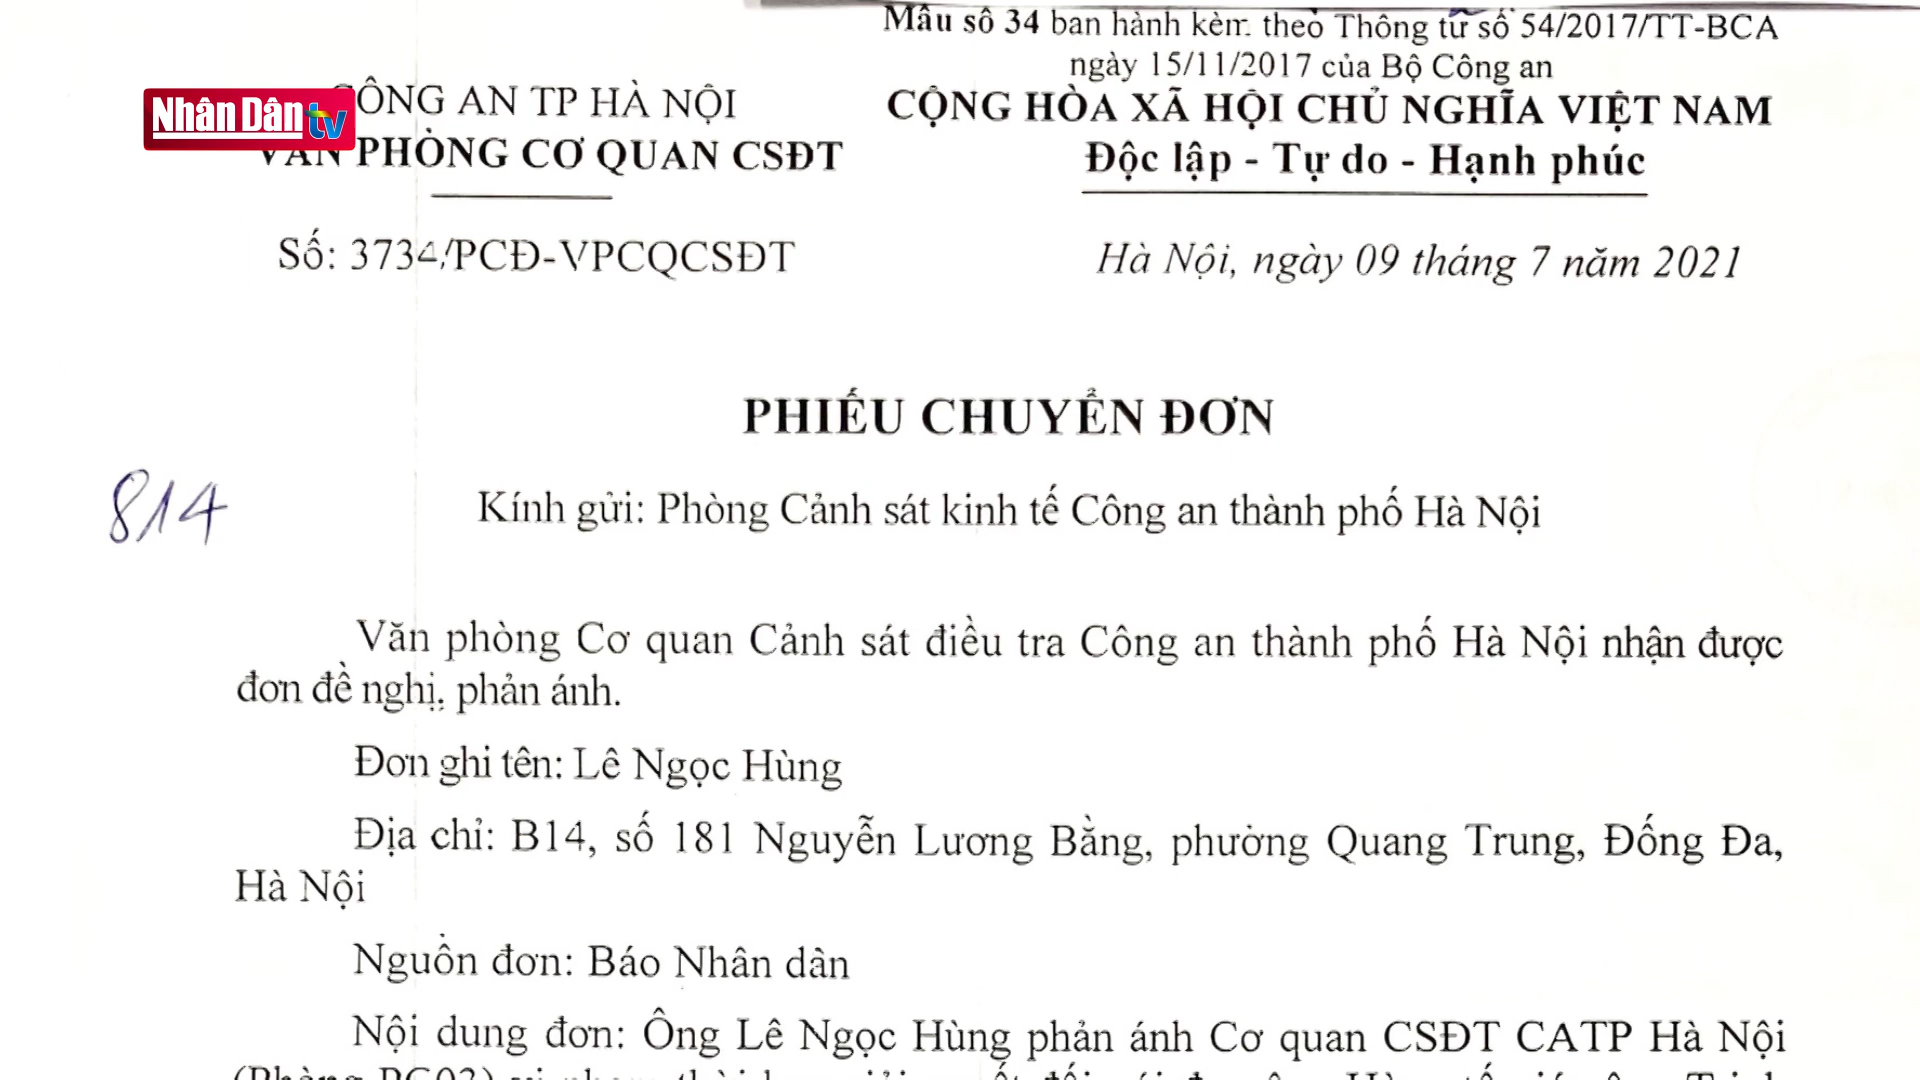 Mẫu số 34 ban hành kèm theo Thông tư số 54/2017/TT-BCA
ngày 15/11/2017 của Bộ Công an
Nhân Dân tv
CÔNG AN TP HÀ NỘI
VĂN PHÒNG CƠ QUAN CSĐT
CỘNG HÒA XÃ HỘI CHỦ NGHĨA VIỆT NAM
Độc lập - Tự do - Hạnh phúc
Số: 3734/PCĐ-VPCQCSĐT
Hà Nội, ngày 09 tháng 7 năm 2021
PHIẾU CHUYỂN ĐƠN
814
Kính gửi: Phòng Cảnh sát kinh tế Công an thành phố Hà Nội
Văn phòng Cơ quan Cảnh sát điều tra Công an thành phố Hà Nội nhận được
đơn đề nghị, phản ánh.
Đơn ghi tên: Lê Ngọc Hùng
Địa chỉ: B14, số 181 Nguyễn Lương Bằng, phường Quang Trung, Đống Đa,
Hà Nội
Nguồn đơn: Báo Nhân dân
Nội dung đơn: Ông Lê Ngọc Hùng phản ánh Cơ quan CSĐT CATP Hà Nội